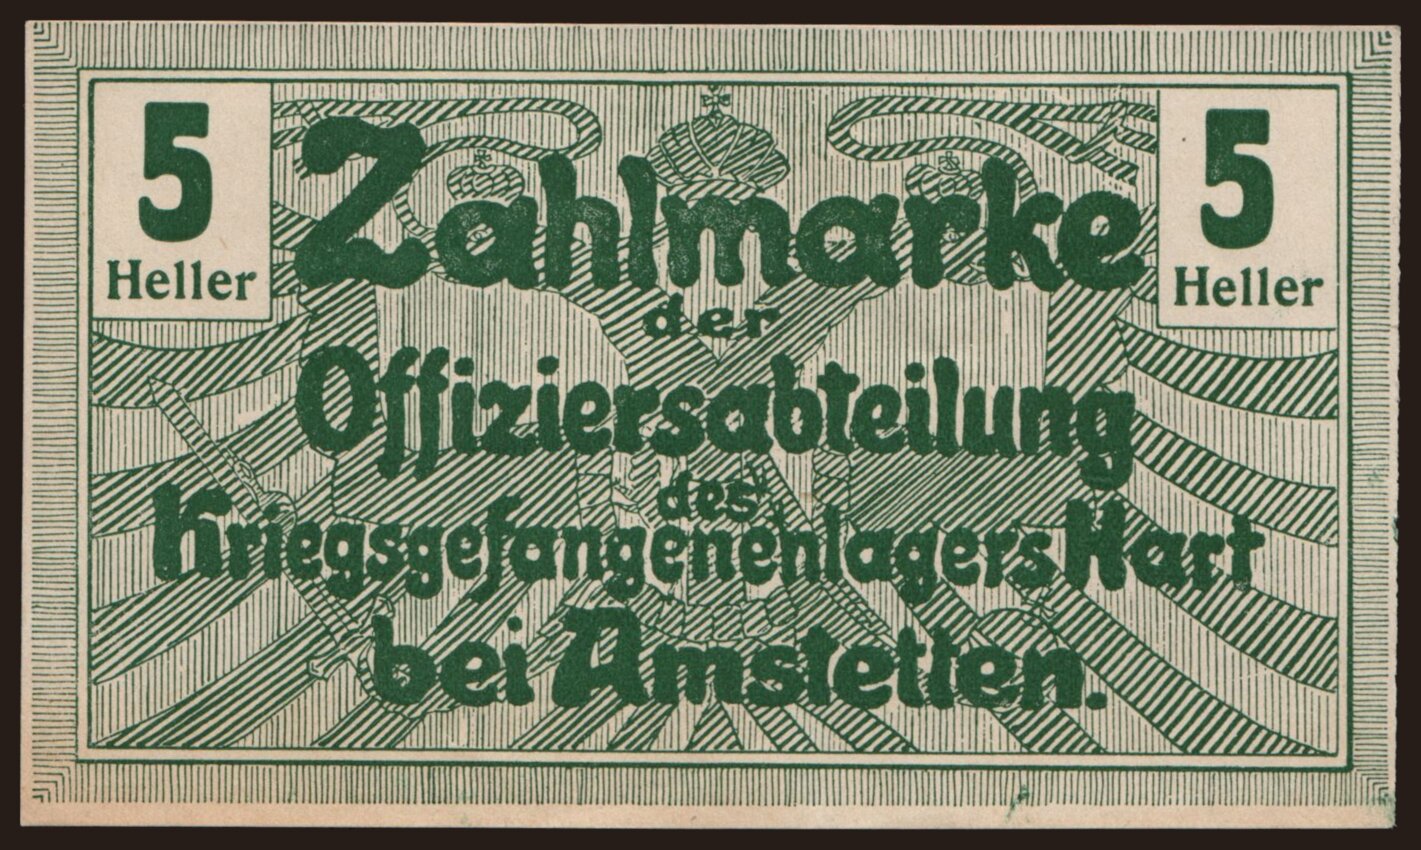 5
Heller
5
Heller
Zahlmarke
der
Offiziersabteilung
des
Kriegsgefangenenlagers Hart
bei Amstetten.